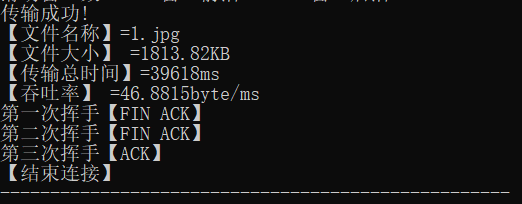 传输成功!
【文件名称】=1.jpg
【文件大小】 =1813.82KB
【传输总时间】=39618ms
【吞吐率】 =46.8815byte/ms
第一次挥手【FIN ACK】
第二次挥手【FIN ACK】
第三次挥手【ACK】
【结束连接】
---------------------------------------------------